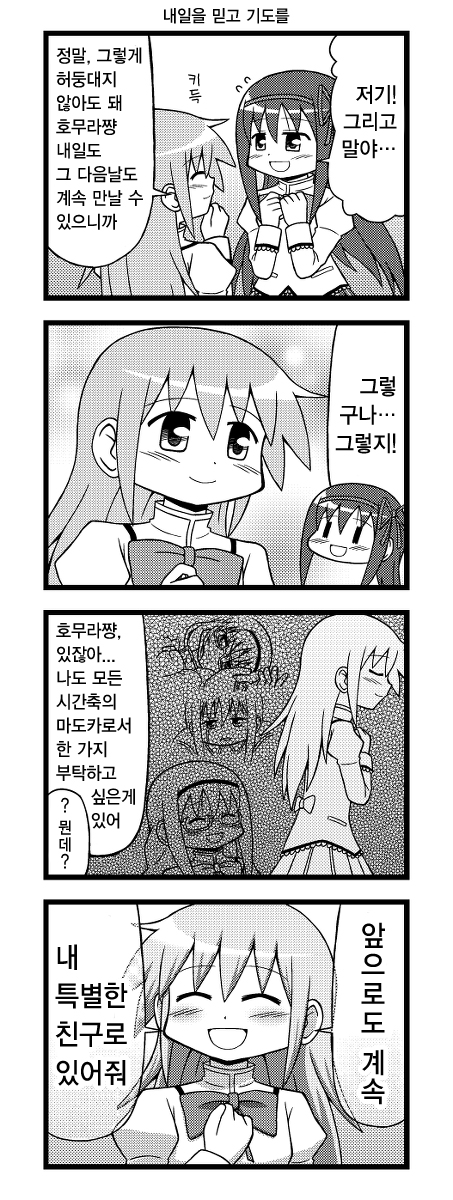 내일을 믿고 기도를
저기!
그리고
말야…
키
득
정말, 그렇게
허둥대지
않아도 돼
호무라쨩
내일도
그 다음날도
계속 만날 수
있으니까
그렇
구나…
그렇지!
호무라쨩,
있잖아...
나도 모든
시간축의
마도카로서
한 가지
부탁하고
싶은게
있어
?
뭔
데
?
앞으로도 계속
내
특별한
친구로
있어줘